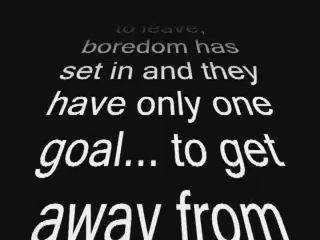 to leave,
boredom has
set in and they
have only one
goal... to get
away from